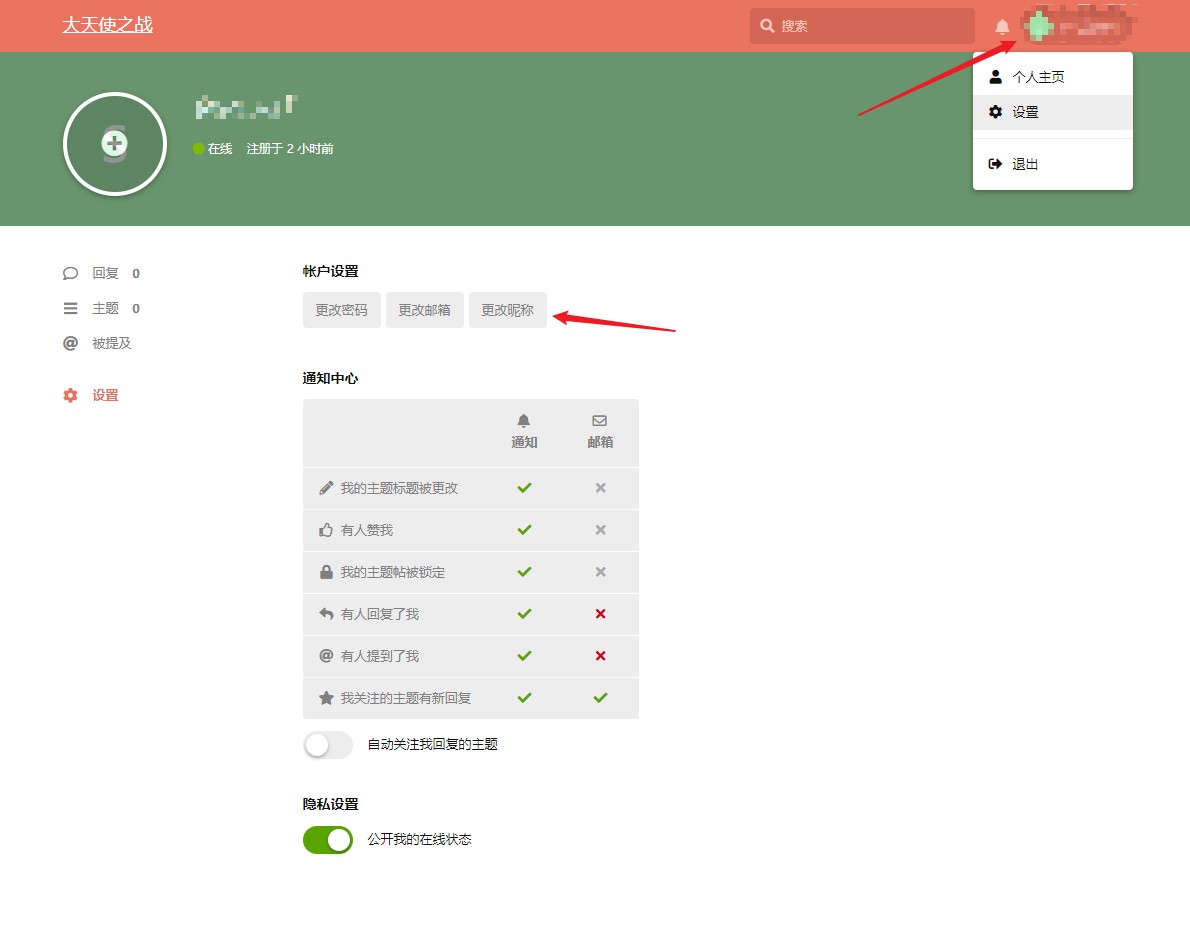 大天使之战
搜索
个人主页
设置
退出
S
在线 注册于 2 小时前
回复 0
主题 0
@ 被提及
设置
帐户设置
更改密码 更改邮箱 更改昵称
通知中心
通知 邮箱
我的主题标题被更改
有人赞我
我的主题帖被锁定
有人回复了我
@ 有人提到了我
我关注的主题有新回复
自动关注我回复的主题
隐私设置
公开我的在线状态